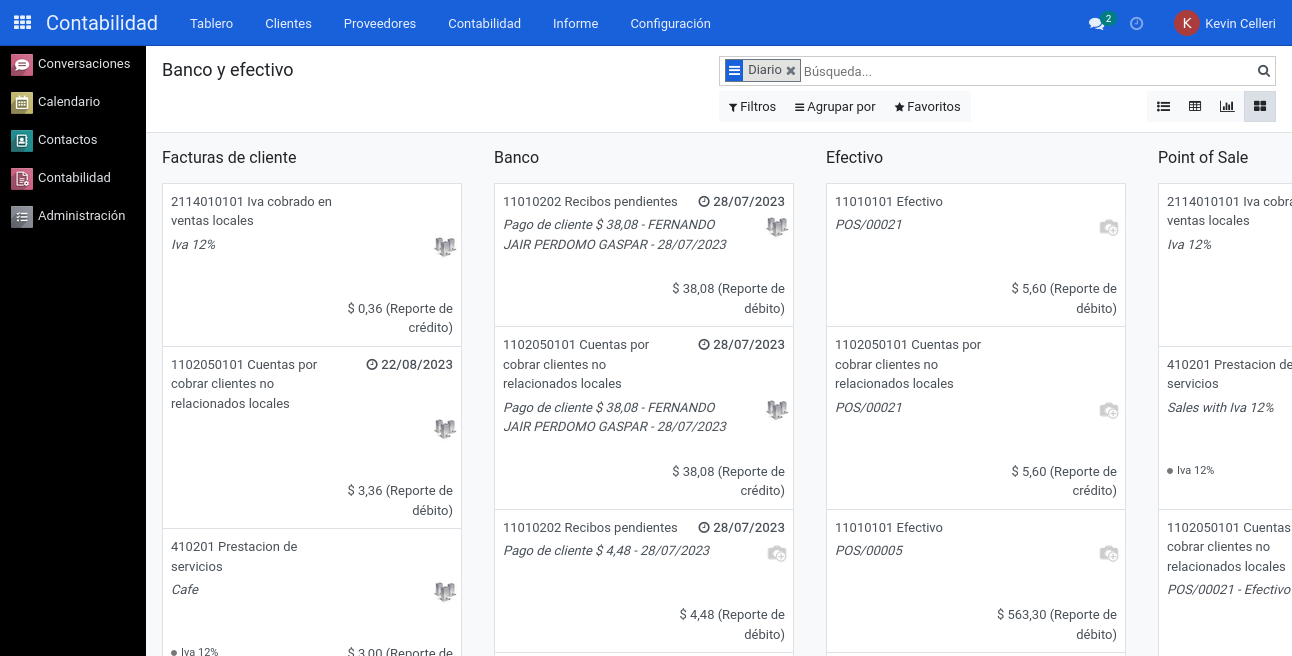 Contabilidad
Tablero
Clientes
Proveedores
Contabilidad
Informe
Configuración
2
K
Kevin Celleri
Conversaciones
Calendario
Contactos
Contabilidad
Administración
Banco y efectivo
Diario
Búsqueda...
Filtros
Agrupar por
Favoritos
Facturas de cliente
2114010101 Iva cobrado en
ventas locales
Iva 12%
$ 0,36 (Reporte de
crédito)
1102050101 Cuentas por
cobrar clientes no
relacionados locales
22/08/2023
$ 3,36 (Reporte de
débito)
410201 Prestacion de
servicios
Cafe
Iva 12%
$ 3,00 (Reporte de
Banco
11010202 Recibos pendientes
28/07/2023
Pago de cliente $ 38,08 - FERNANDO
JAIR PERDOMO GASPAR - 28/07/2023
$ 38,08 (Reporte de
débito)
1102050101 Cuentas por
cobrar clientes no
relacionados locales
28/07/2023
Pago de cliente $ 38,08 - FERNANDO
JAIR PERDOMO GASPAR - 28/07/2023
$ 38,08 (Reporte de
crédito)
11010202 Recibos pendientes
28/07/2023
Pago de cliente $ 4,48 - 28/07/2023
$ 4,48 (Reporte de
débito)
Efectivo
11010101 Efectivo
POS/00021
$ 5,60 (Reporte de
débito)
1102050101 Cuentas por
cobrar clientes no
relacionados locales
POS/00021
$ 5,60 (Reporte de
crédito)
11010101 Efectivo
POS/00005
$ 563,30 (Reporte de
débito)
Point of Sale
2114010101 Iva cobra
ventas locales
Iva 12%
410201 Prestacion de
servicios
Sales with Iva 12%
Iva 12%
1102050101 Cuentas
cobrar clientes no
relacionados locales
POS/00021 - Efectivo